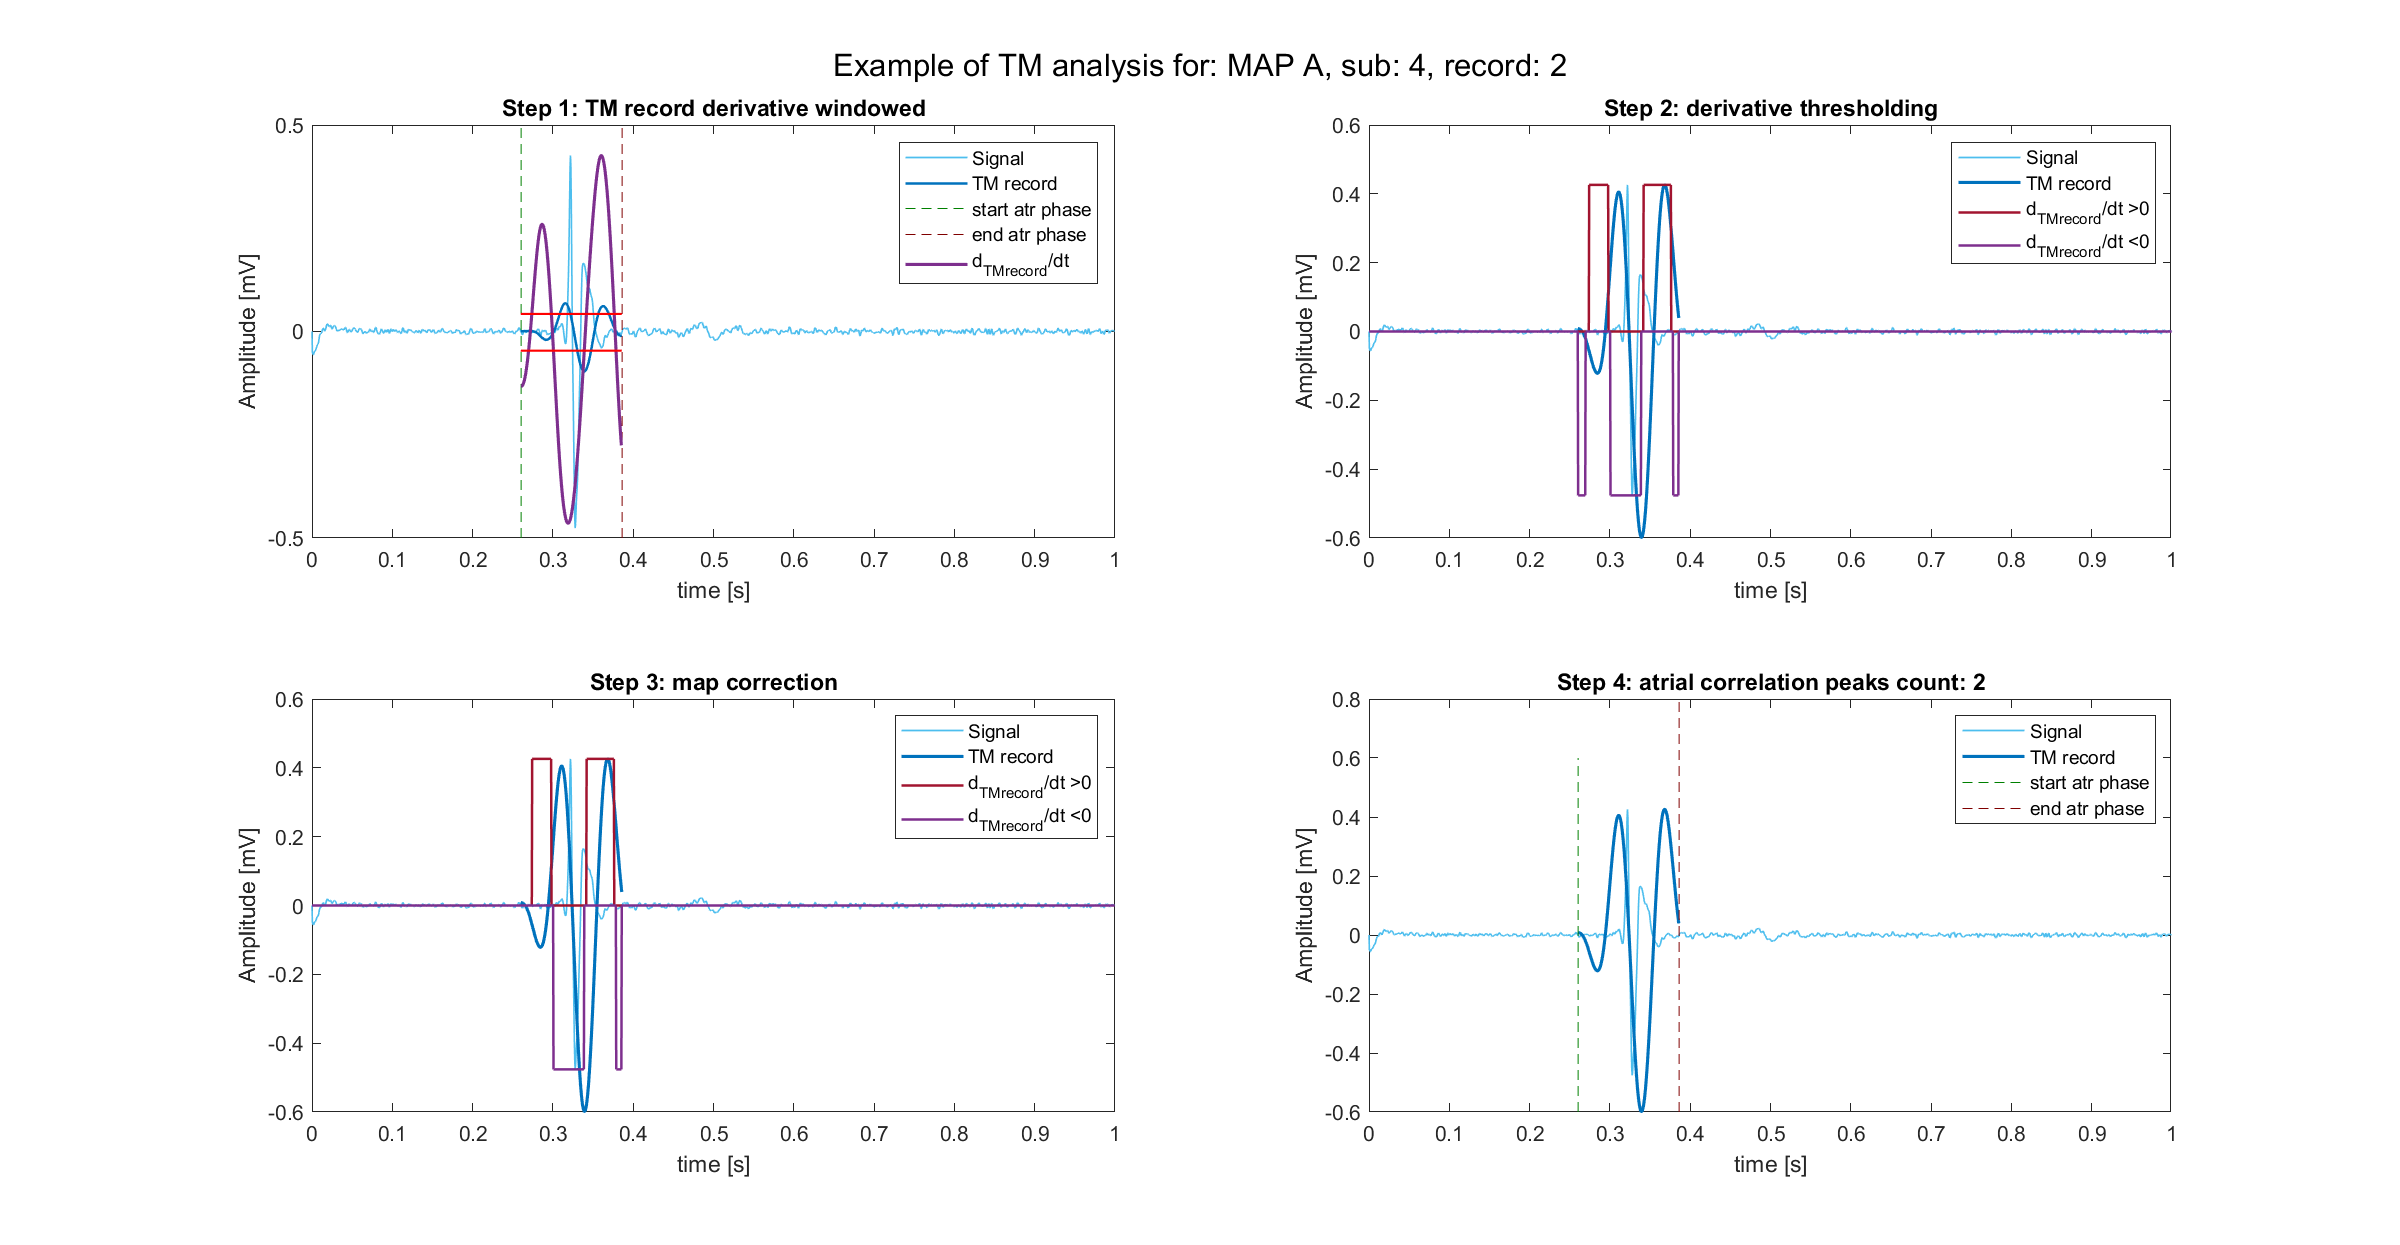 Example of TM analysis for: MAP A, sub: 4, record: 2
Step 1: TM record derivative windowed
0.5
0
-0.5
Amplitude [mV]
0 0.1 0.2 0.3 0.4 0.5 0.6 0.7 0.8 0.9 1
time [s]
Signal
TM record
start atr phase
end atr phase
dTMrecord/dt
Step 2: derivative thresholding
0.6
0.4
0.2
0
-0.2
-0.4
-0.6
Amplitude [mV]
0 0.1 0.2 0.3 0.4 0.5 0.6 0.7 0.8 0.9 1
time [s]
Signal
TM record
dTMrecord/dt >0
dTMrecord/dt <0
Step 3: map correction
0.6
0.4
0.2
0
-0.2
-0.4
-0.6
Amplitude [mV]
0 0.1 0.2 0.3 0.4 0.5 0.6 0.7 0.8 0.9 1
time [s]
Signal
TM record
dTMrecord/dt >0
dTMrecord/dt <0
Step 4: atrial correlation peaks count: 2
0.8
0.6
0.4
0.2
0
-0.2
-0.4
-0.6
Amplitude [mV]
0 0.1 0.2 0.3 0.4 0.5 0.6 0.7 0.8 0.9 1
time [s]
Signal
TM record
start atr phase
end atr phase